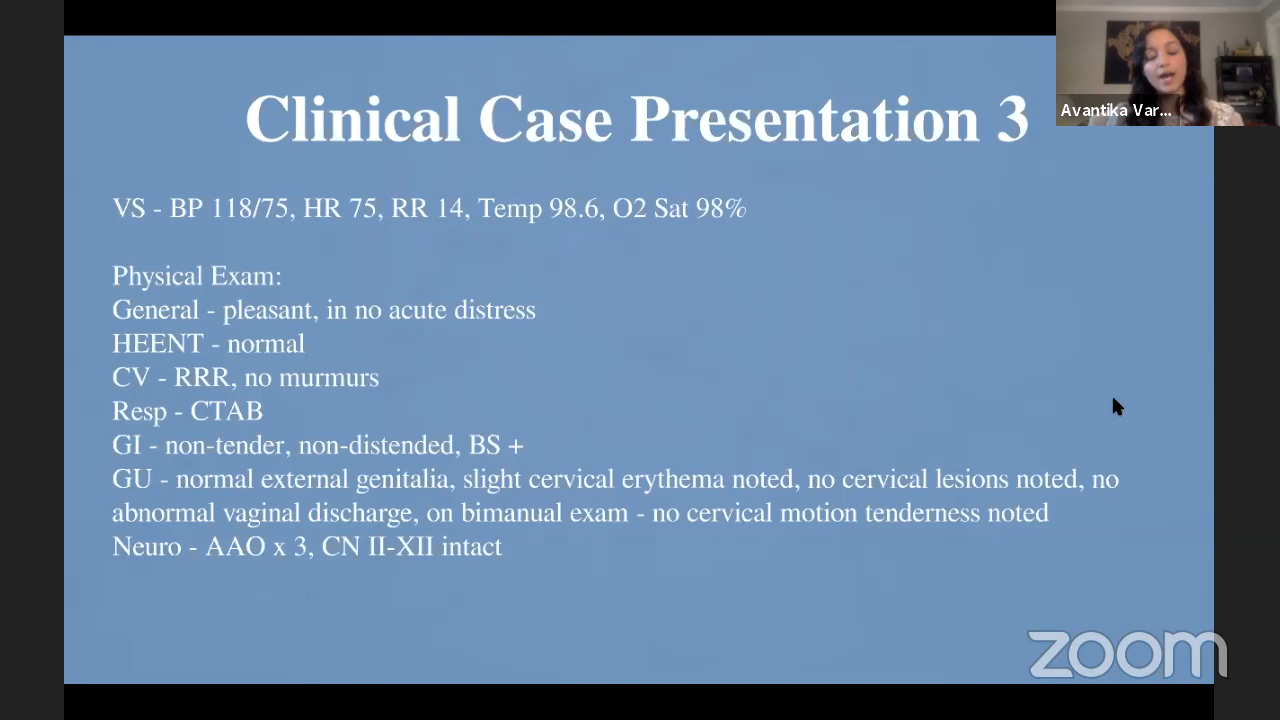 Clinical Case Presentation 3
Avantika Var...
VS - BP 118/75, HR 75, RR 14, Temp 98.6, O2 Sat 98%
Physical Exam:
General - pleasant, in no acute distress
HEENT - normal
CV - RRR, no murmurs
Resp - CTAB
GI - non-tender, non-distended, BS +
GU - normal external genitalia, slight cervical erythema noted, no cervical lesions noted, no
abnormal vaginal discharge, on bimanual exam - no cervical motion tenderness noted
Neuro - AAO x 3, CN II-XII intact
zoom